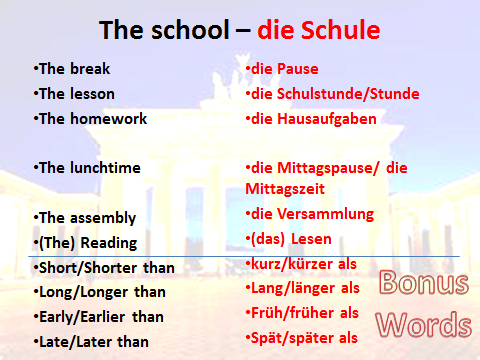 The school – die Schule
•The break
•The lesson
•The homework
•The lunchtime
•The assembly
•(The) Reading
•Short/Shorter than
•Long/Longer than
•Early/Earlier than
•Late/Later than
•die Pause
•die Schulstunde/Stunde
•die Hausaufgaben
•die Mittagspause/ die
Mittagszeit
•die Versammlung
•(das) Lesen
•kurz/kürzer als
•Lang/länger als
•Früh/früher als
•Spät/später als
Bonus
Words